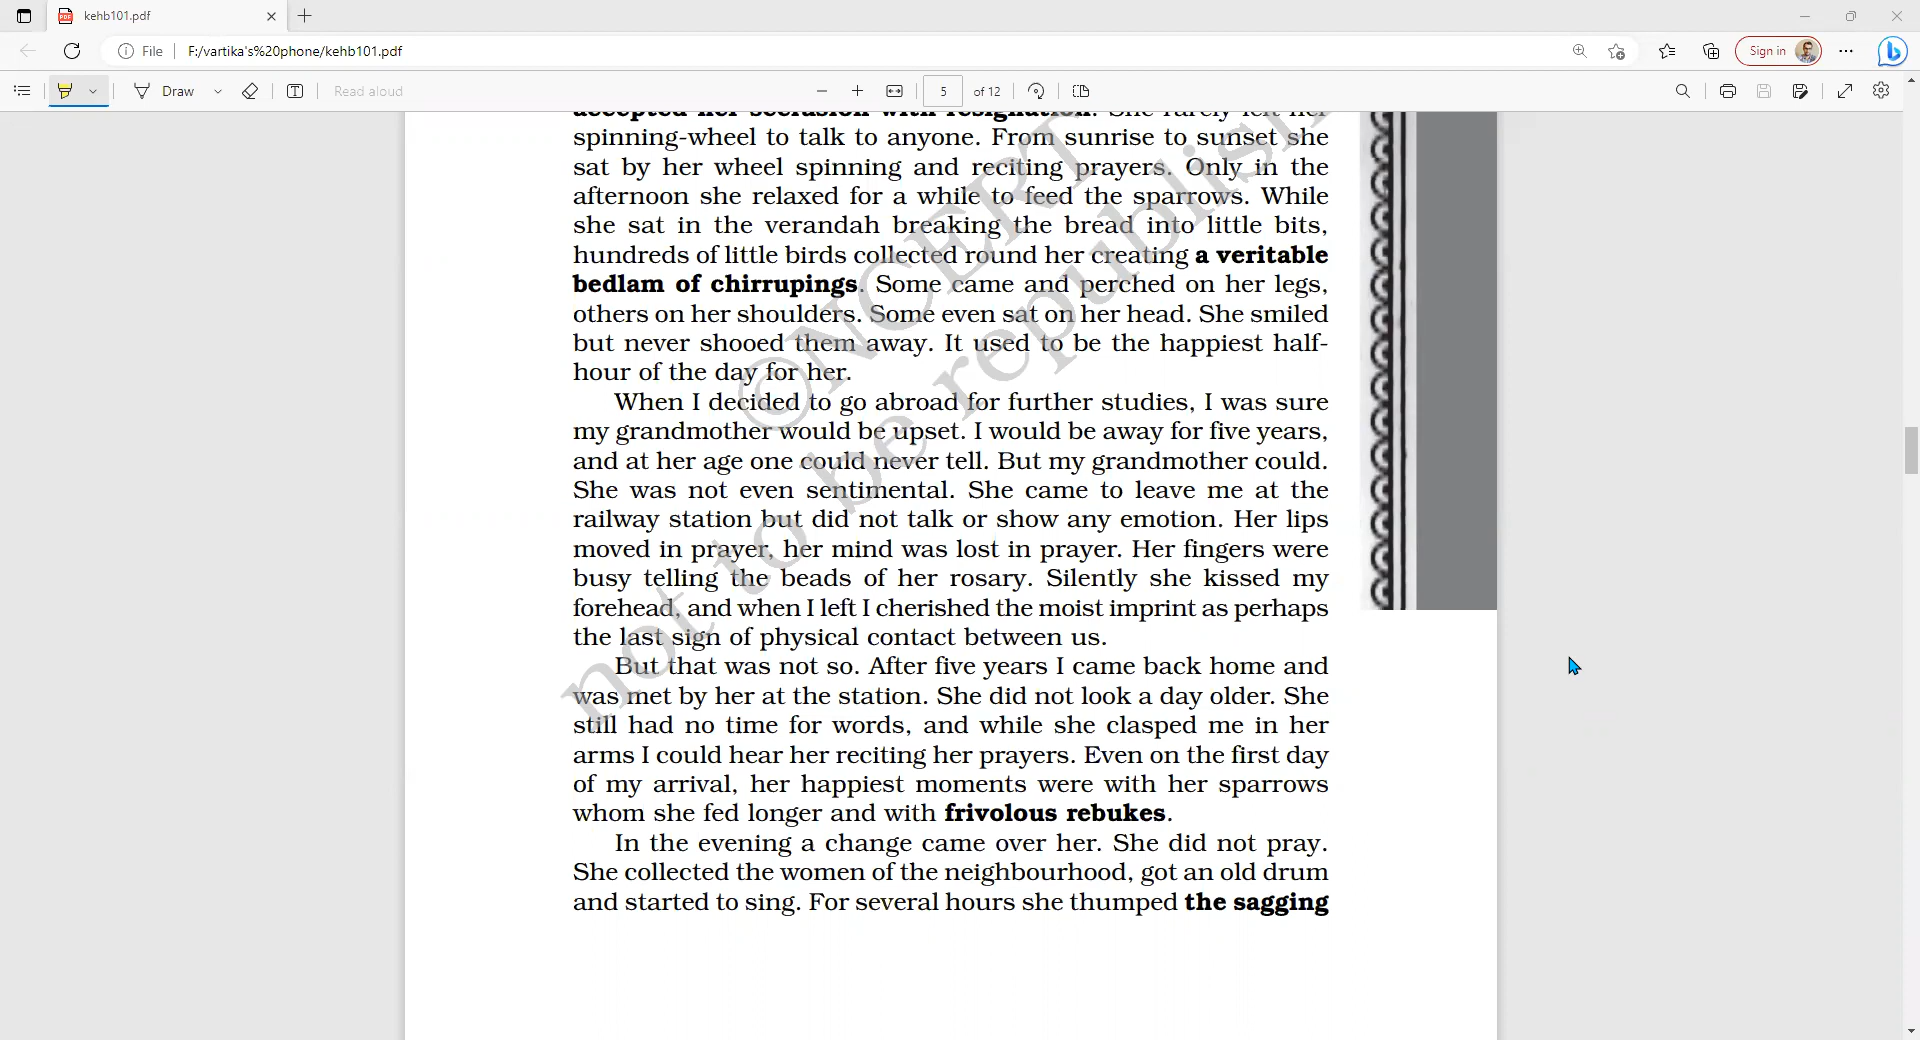 kehb101.pdf
File
F:/vartika's%20phone/kehb101.pdf
Sign in
Draw
Read aloud
5 of 12
accepted her seclusion with resignation. She rarely left her
spinning-wheel to talk to anyone. From sunrise to sunset she
sat by her wheel spinning and reciting prayers. Only in the
afternoon she relaxed for a while to feed the sparrows. While
she sat in the verandah breaking the bread into little bits,
hundreds of little birds collected round her creating a veritable
bedlam of chirrupings. Some came and perched on her legs,
others on her shoulders. Some even sat on her head. She smiled
but never shooed them away. It used to be the happiest half-
hour of the day for her.
When I decided to go abroad for further studies, I was sure
my grandmother would be upset. I would be away for five years,
and at her age one could never tell. But my grandmother could.
She was not even sentimental. She came to leave me at the
railway station but did not talk or show any emotion. Her lips
moved in prayer, her mind was lost in prayer. Her fingers were
busy telling the beads of her rosary. Silently she kissed my
forehead, and when I left I cherished the moist imprint as perhaps
the last sign of physical contact between us.
But that was not so. After five years I came back home and
was met by her at the station. She did not look a day older. She
still had no time for words, and while she clasped me in her
arms I could hear her reciting her prayers. Even on the first day
of my arrival, her happiest moments were with her sparrows
whom she fed longer and with frivolous rebukes.
In the evening a change came over her. She did not pray.
She collected the women of the neighbourhood, got an old drum
and started to sing. For several hours she thumped the sagging
©NCERT
not to be republish